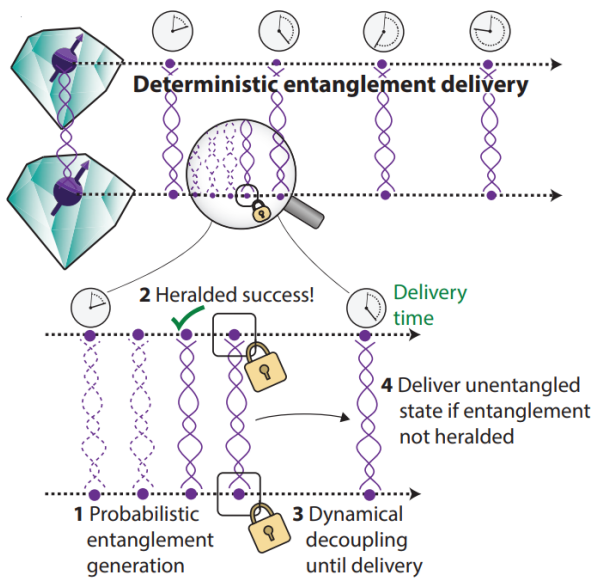 Deterministic entanglement delivery
2 Heralded success!
Delivery
time
4 Deliver unentangled
state if entanglement
not heralded
1 Probabilistic
entanglement
generation
3 Dynamical
decoupling
until delivery